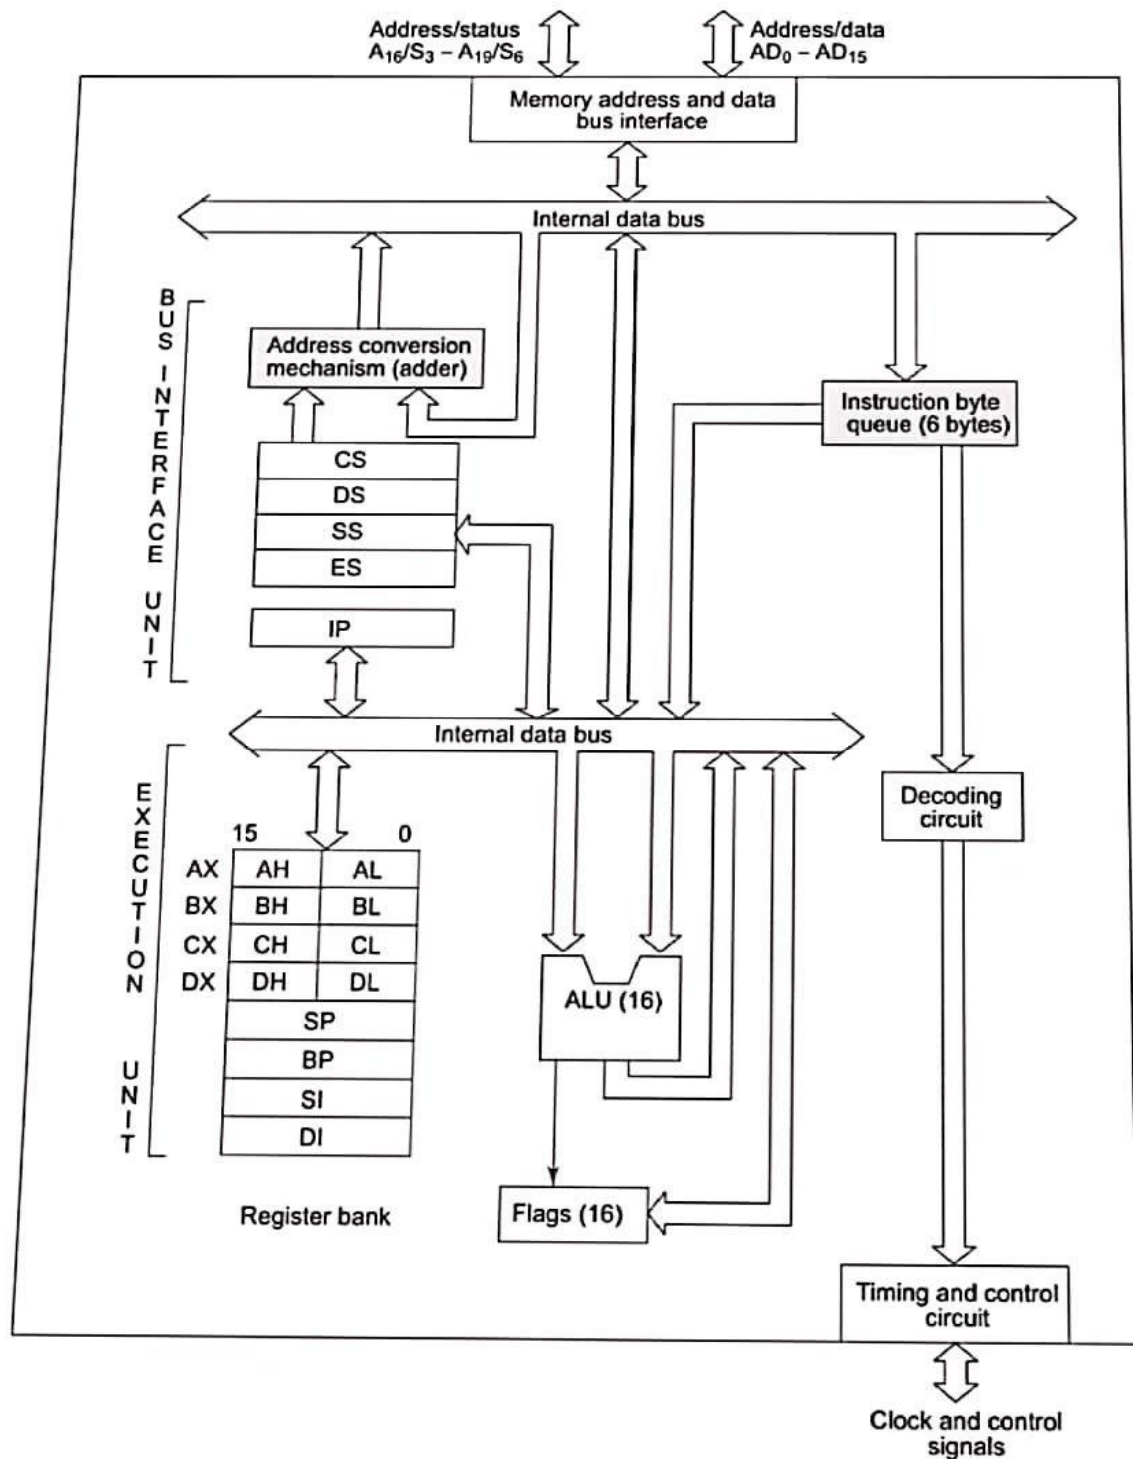 Address/status
A₁₆/S₃ – A₁₉/S₆
Address/data
AD₀ – AD₁₅
Memory address and data
bus interface
Internal data bus
BUS INTERFACE UNIT
Address conversion
mechanism (adder)
Instruction byte
queue (6 bytes)
CS
DS
SS
ES
IP
Internal data bus
EXECUTION UNIT
Decoding
circuit
15 0
AX AH AL
BX BH BL
CX CH CL
DX DH DL
SP
BP
SI
DI
ALU (16)
Register bank
Flags (16)
Timing and control
circuit
Clock and control
signals